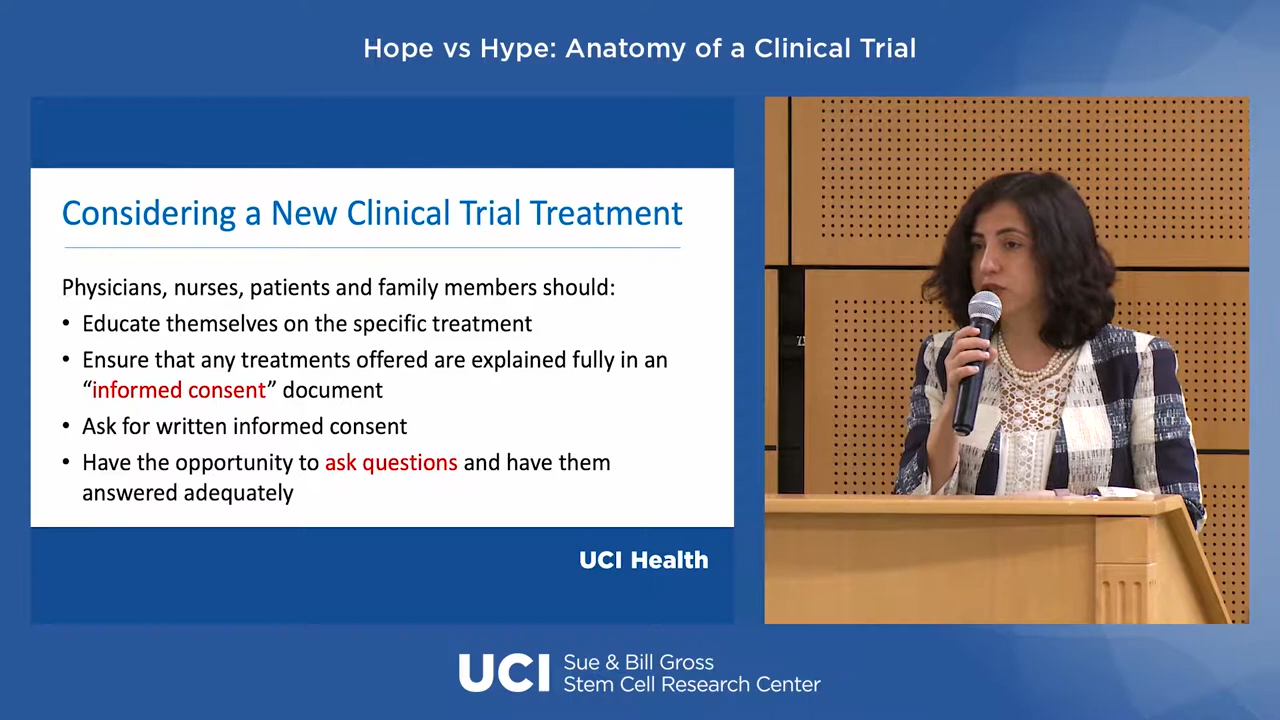 Hope vs Hype: Anatomy of a Clinical Trial
Considering a New Clinical Trial Treatment
Physicians, nurses, patients and family members should:
• Educate themselves on the specific treatment
• Ensure that any treatments offered are explained fully in an
“informed consent” document
• Ask for written informed consent
• Have the opportunity to ask questions and have them
answered adequately
UCI Health
UCI Sue & Bill Gross
Stem Cell Research Center